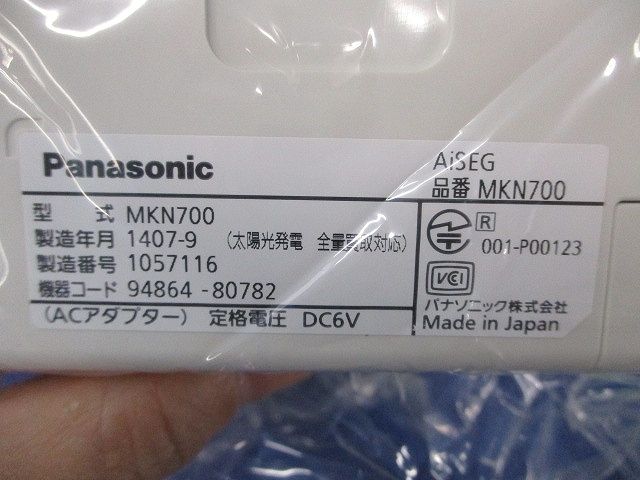 Panasonic
AiSEG
品番 MKN700
型 式 MKN700
製造年月 1407-9 (太陽光発電 全量買取対応)
製造番号 1057116
機器コード 94864 -80782
(ACアダプター) 定格電圧 DC6V
R
001-P00123
VCCI
パナソニック株式会社
Made in Japan